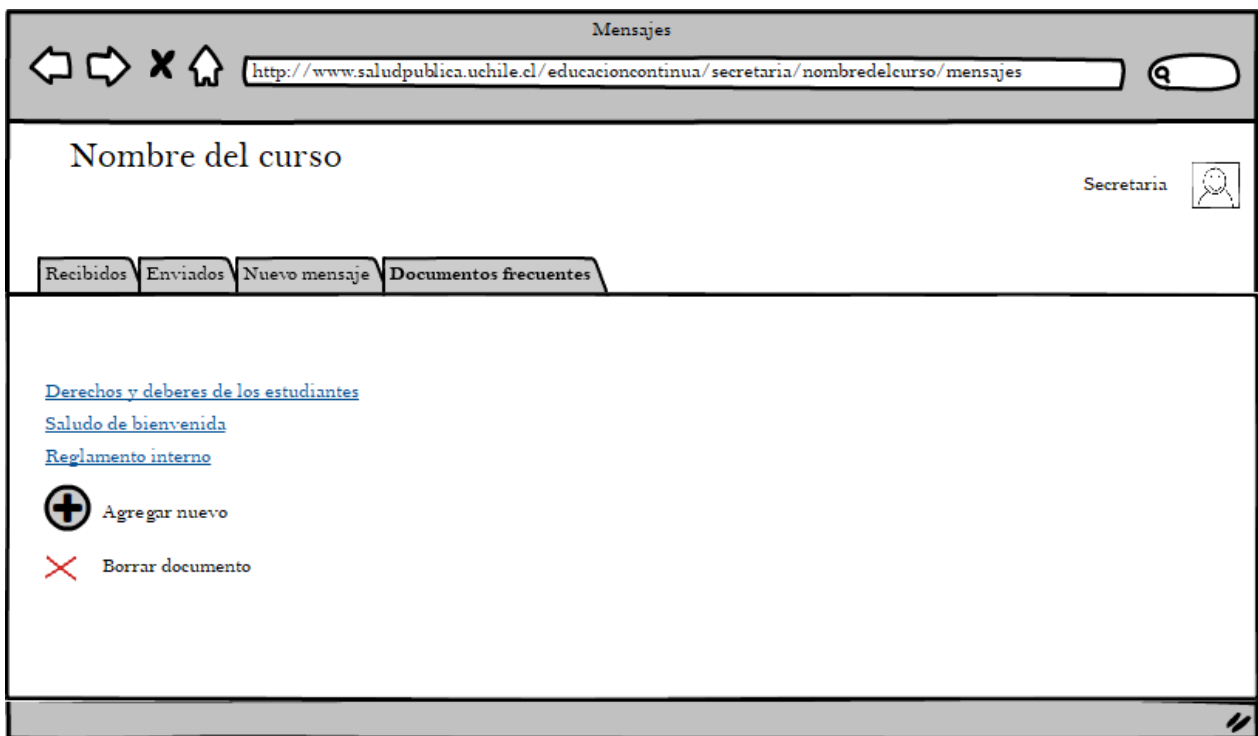 Mensajes
http://www.saludpublica.uchile.cl/educacioncontinua/secretaria/nombredelcurso/mensajes
Nombre del curso
Secretaria
Recibidos Enviados Nuevo mensaje Documentos frecuentes
Derechos y deberes de los estudiantes
Saludo de bienvenida
Reglamento interno
Agregar nuevo
Borrar documento